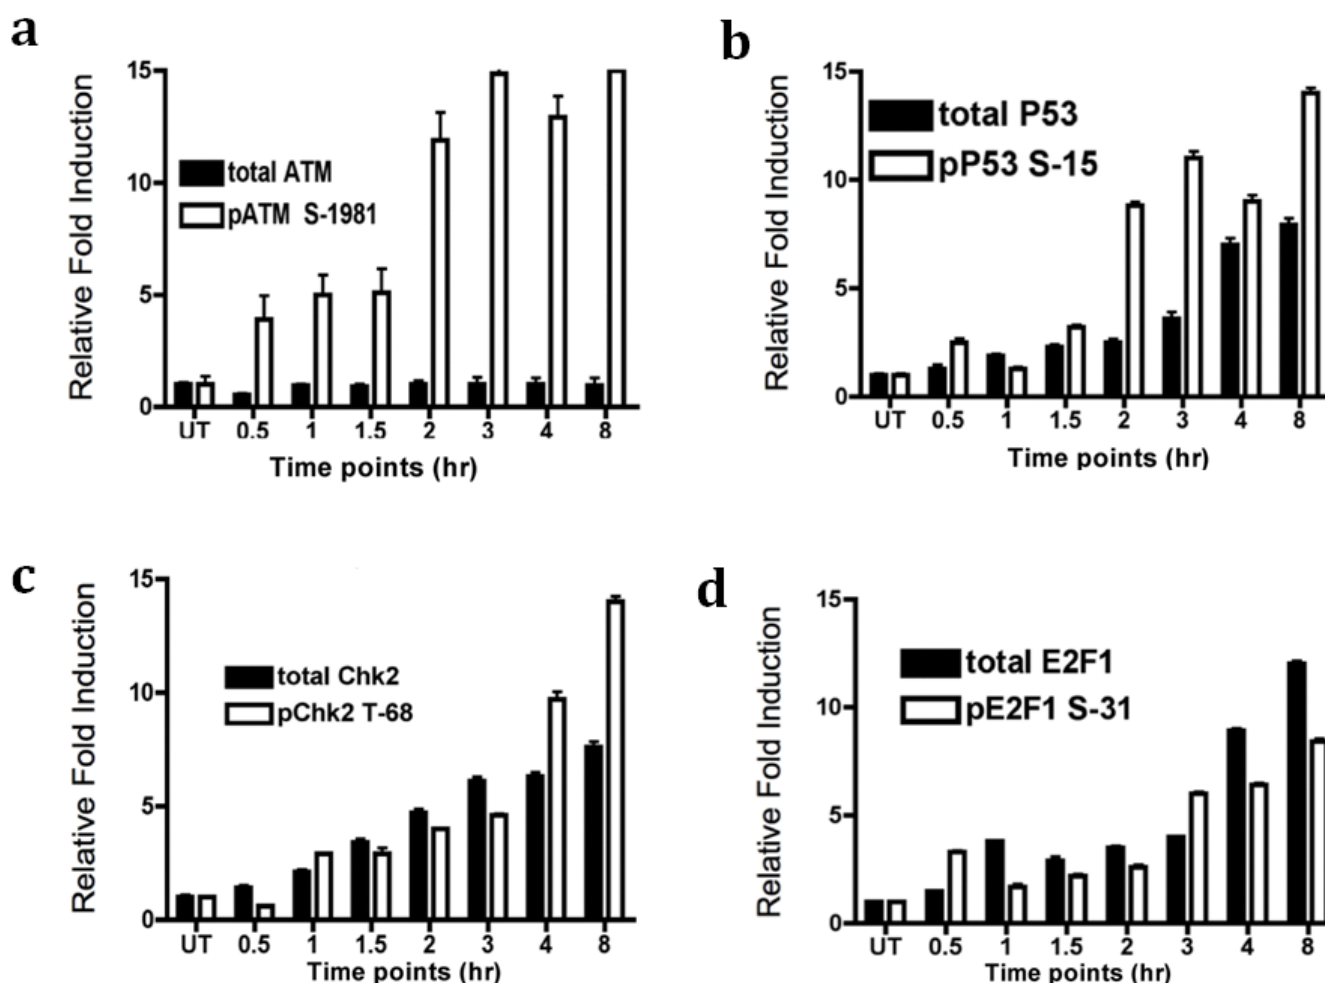 a
Relative Fold Induction
15
10
5
0
total ATM
pATM S-1981
UT 0.5 1 1.5 2 3 4 8
Time points (hr)
b
Relative Fold Induction
15
10
5
0
total P53
pP53 S-15
UT 0.5 1 1.5 2 3 4 8
Time points (hr)
c
Relative Fold Induction
15
10
5
0
total Chk2
pChk2 T-68
UT 0.5 1 1.5 2 3 4 8
Time points (hr)
d
Relative Fold Induction
15
10
5
0
total E2F1
pE2F1 S-31
UT 0.5 1 1.5 2 3 4 8
Time points (hr)